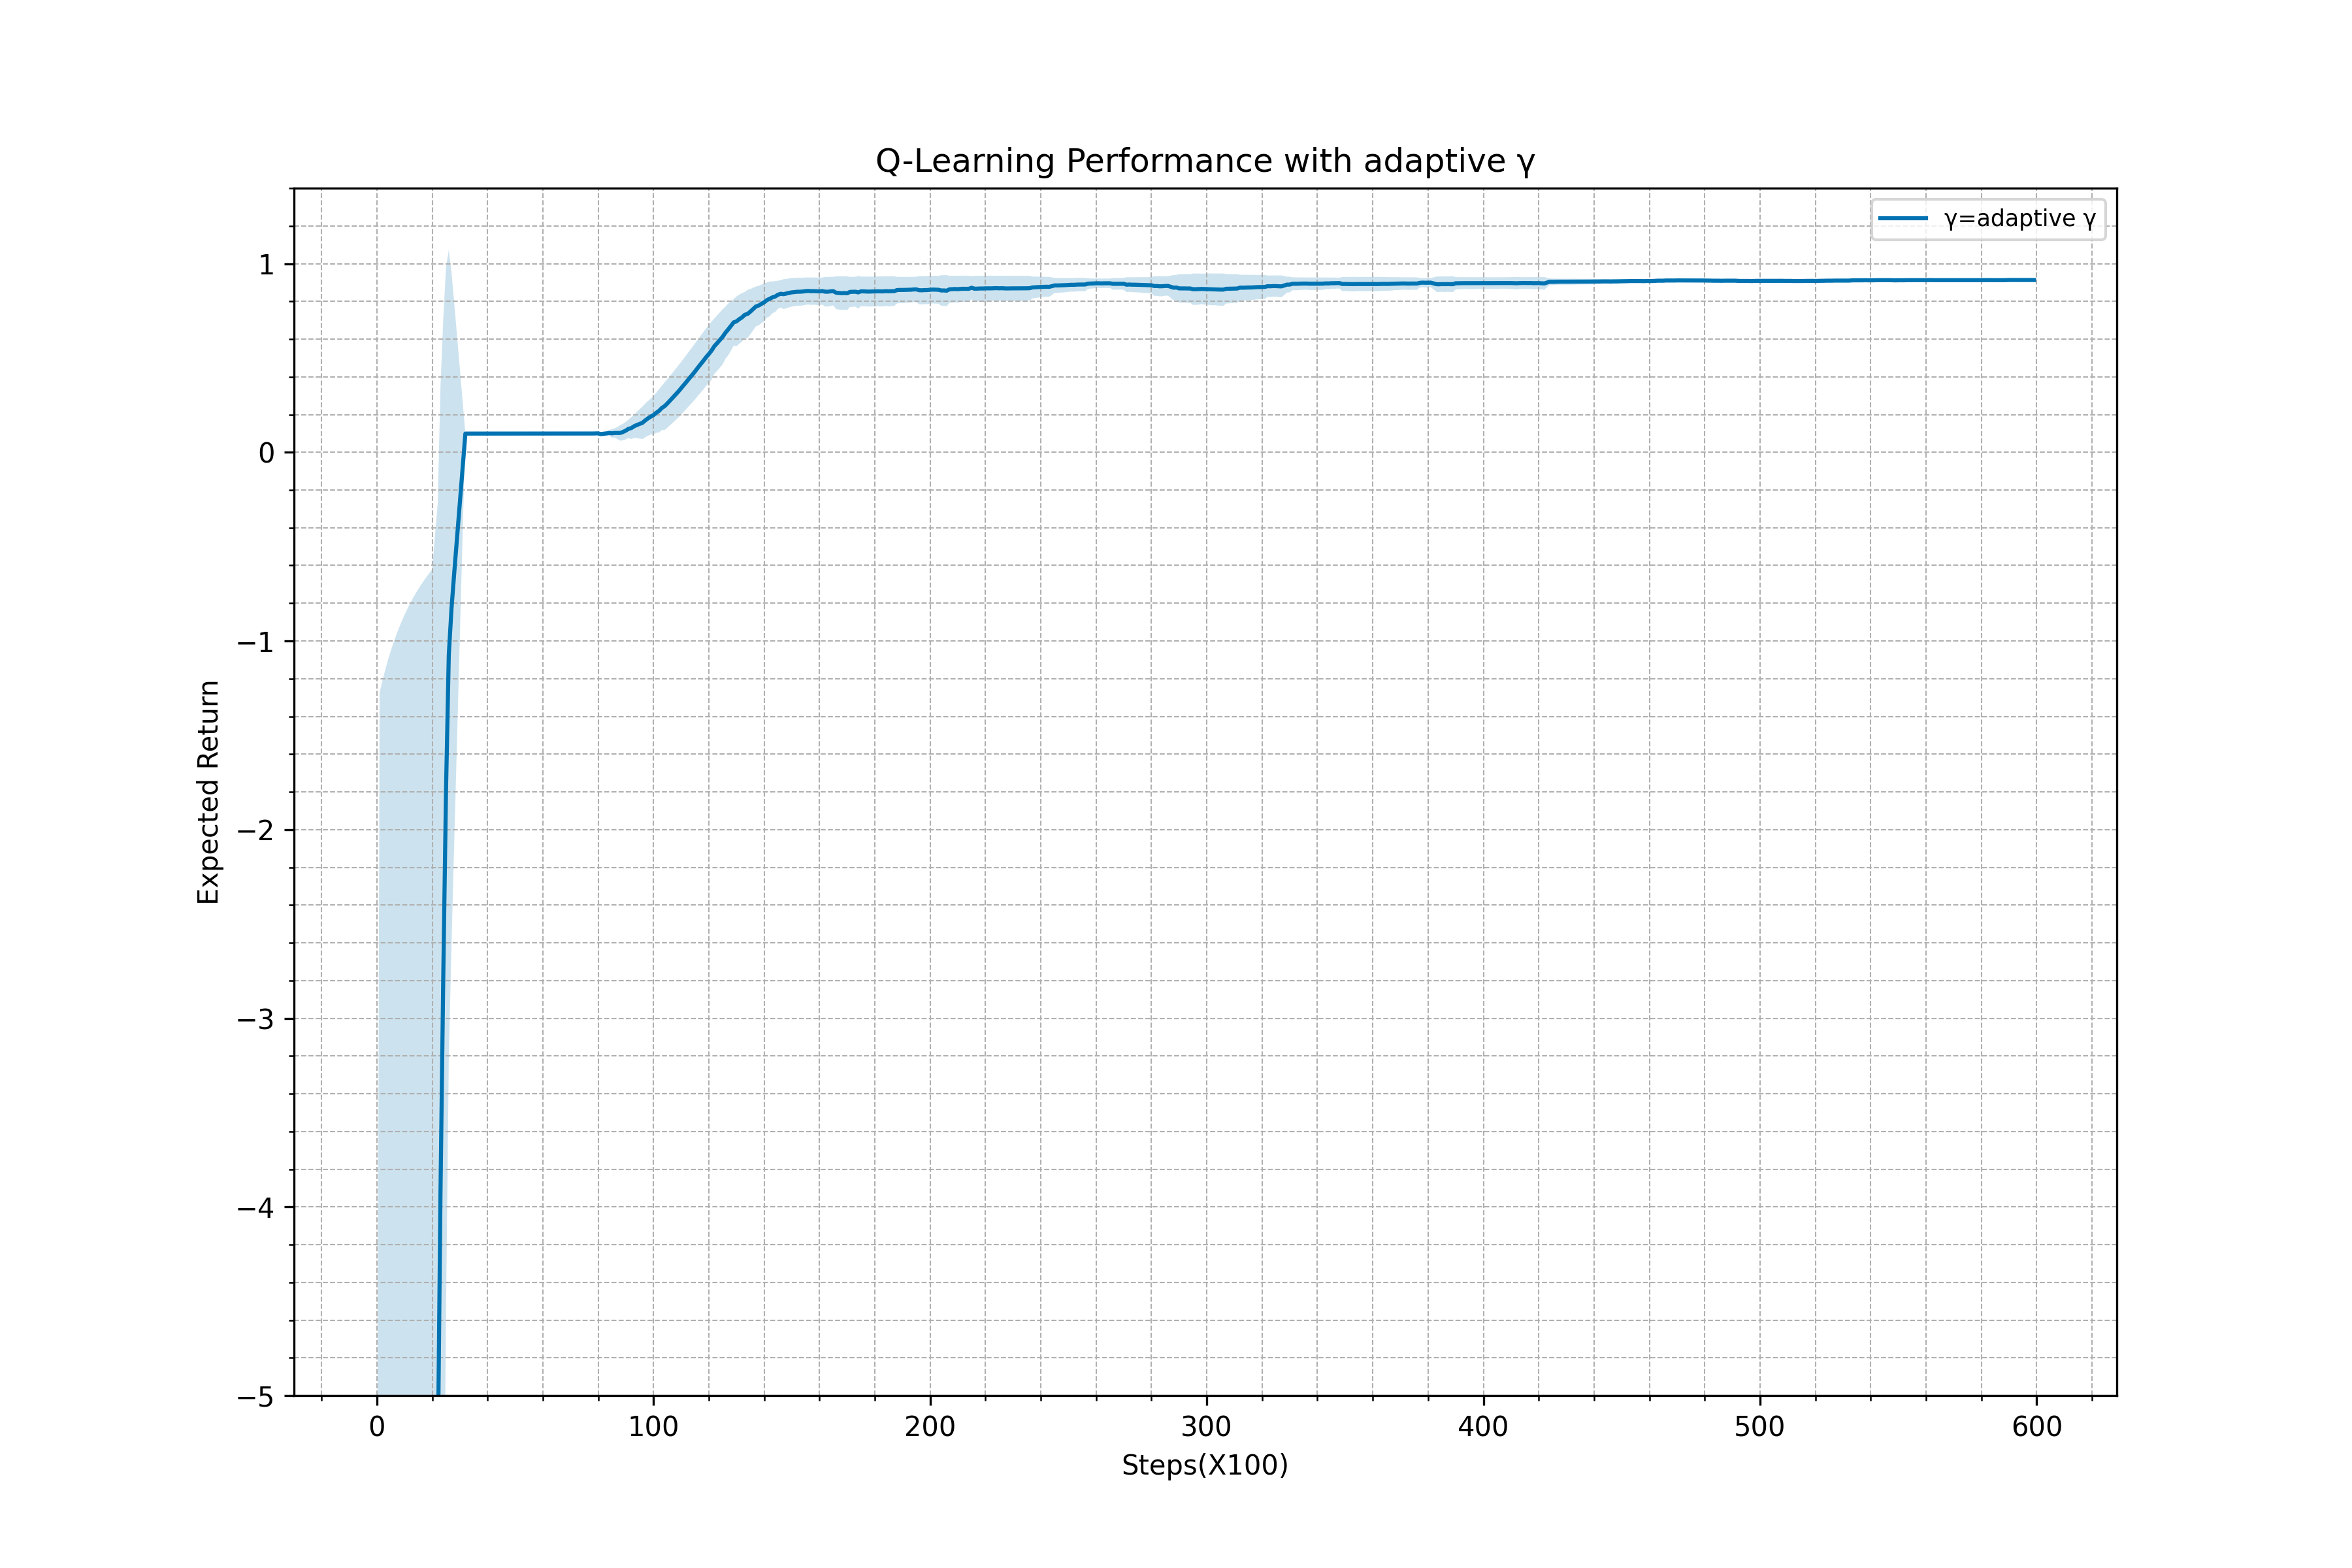 Q-Learning Performance with adaptive γ
γ=adaptive γ
1
0
−1
−2
−3
−4
−5
Expected Return
0 100 200 300 400 500 600
Steps(X100)